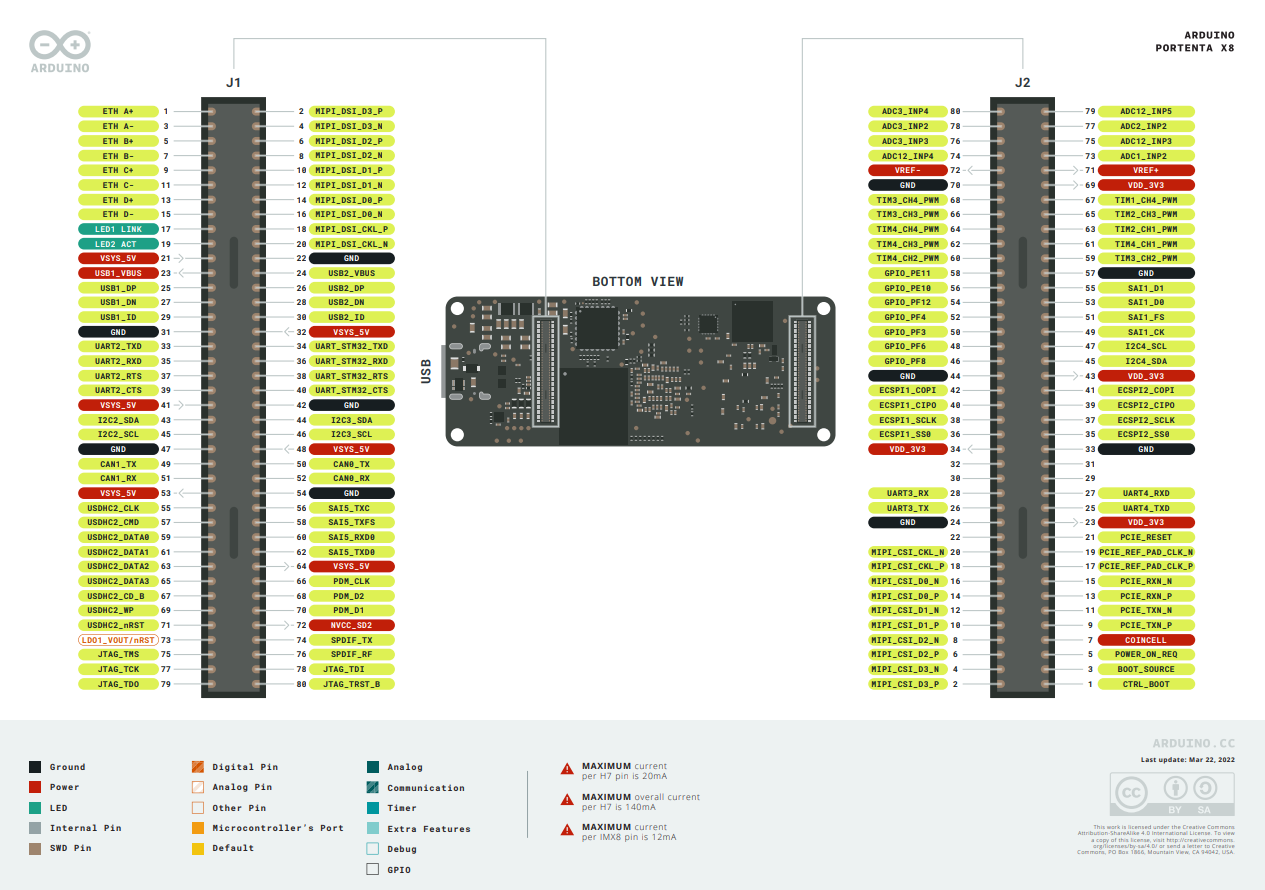 ARDUINO
ARDUINO
PORTENTA X8
J1
J2
ETH A+ 1 2 MIPI_DSI_D3_P
ETH A- 3 4 MIPI_DSI_D3_N
ETH B+ 5 6 MIPI_DSI_D2_P
ETH B- 7 8 MIPI_DSI_D2_N
ETH C+ 9 10 MIPI_DSI_D1_P
ETH C- 11 12 MIPI_DSI_D1_N
ETH D+ 13 14 MIPI_DSI_D0_P
ETH D- 15 16 MIPI_DSI_D0_N
LED1 LINK 17 18 MIPI_DSI_CKL_P
LED2 ACT 19 20 MIPI_DSI_CKL_N
VSYS_5V 21 22 GND
USB1_VBUS 23 24 USB2_VBUS
USB1_DP 25 26 USB2_DP
USB1_DN 27 28 USB2_DN
USB1_ID 29 30 USB2_ID
GND 31 32 VSYS_5V
UART2_TXD 33 34 UART_STM32_TXD
UART2_RXD 35 36 UART_STM32_RXD
UART2_RTS 37 38 UART_STM32_RTS
UART2_CTS 39 40 UART_STM32_CTS
VSYS_5V 41 42 GND
I2C2_SDA 43 44 I2C3_SDA
I2C2_SCL 45 46 I2C3_SCL
GND 47 48 VSYS_5V
CAN1_TX 49 50 CAN0_TX
CAN1_RX 51 52 CAN0_RX
VSYS_5V 53 54 GND
USDHC2_CLK 55 56 SAI5_TXC
USDHC2_CMD 57 58 SAI5_TXFS
USDHC2_DATA0 59 60 SAI5_RXD0
USDHC2_DATA1 61 62 SAI5_TXD0
USDHC2_DATA2 63 64 VSYS_5V
USDHC2_DATA3 65 66 PDM_CLK
USDHC2_CD_B 67 68 PDM_D2
USDHC2_WP 69 70 PDM_D1
USDHC2_nRST 71 72 NVCC_SD2
LDO1_VOUT/nRST 73 74 SPDIF_TX
JTAG_TMS 75 76 SPDIF_RF
JTAG_TCK 77 78 JTAG_TDI
JTAG_TDO 79 80 JTAG_TRST_B
BOTTOM VIEW
USB
ADC3_INP4 80 79 ADC12_INP5
ADC3_INP2 78 77 ADC2_INP2
ADC3_INP3 76 75 ADC12_INP3
ADC12_INP4 74 73 ADC1_INP2
VREF- 72 71 VREF+
GND 70 69 VDD_3V3
TIM3_CH4_PWM 68 67 TIM1_CH4_PWM
TIM3_CH3_PWM 66 65 TIM2_CH3_PWM
TIM4_CH4_PWM 64 63 TIM2_CH1_PWM
TIM4_CH3_PWM 62 61 TIM4_CH1_PWM
TIM4_CH2_PWM 60 59 TIM3_CH2_PWM
GPIO_PE11 58 57 GND
GPIO_PE10 56 55 SAI1_D1
GPIO_PF12 54 53 SAI1_D0
GPIO_PF4 52 51 SAI1_FS
GPIO_PF3 50 49 SAI1_CK
GPIO_PF6 48 47 I2C4_SCL
GPIO_PF8 46 45 I2C4_SDA
GND 44 43 VDD_3V3
ECSPI1_COPI 42 41 ECSPI2_COPI
ECSPI1_CIPO 40 39 ECSPI2_CIPO
ECSPI1_SCLK 38 37 ECSPI2_SCLK
ECSPI1_SS0 36 35 ECSPI2_SS0
VDD_3V3 34 33 GND
32 31
30 29
UART3_RX 28 27 UART4_RXD
UART3_TX 26 25 UART4_TXD
GND 24 23 VDD_3V3
22 21 PCIE_RESET
MIPI_CSI_CKL_N 20 19 PCIE_REF_PAD_CLK_N
MIPI_CSI_CKL_P 18 17 PCIE_REF_PAD_CLK_P
MIPI_CSI_D0_N 16 15 PCIE_RXN_N
MIPI_CSI_D0_P 14 13 PCIE_RXN_P
MIPI_CSI_D1_N 12 11 PCIE_TXN_N
MIPI_CSI_D1_P 10 9 PCIE_TXN_P
MIPI_CSI_D2_N 8 7 COINCELL
MIPI_CSI_D2_P 6 5 POWER_ON_REQ
MIPI_CSI_D3_N 4 3 BOOT_SOURCE
MIPI_CSI_D3_P 2 1 CTRL_BOOT
Ground
Power
LED
Internal Pin
SWD Pin
Digital Pin
Analog Pin
Other Pin
Microcontroller's Port
Default
Analog
Communication
Timer
Extra Features
Debug
GPIO
MAXIMUM current
per H7 pin is 20mA
MAXIMUM overall current
per H7 is 140mA
MAXIMUM current
per IMX8 pin is 12mA
ARDUINO.CC
Last update: Mar 22, 2022
CC
BY SA
This work is licensed under the Creative Commons
Attribution-ShareAlike 4.0 International License. To view
a copy of this license, visit http://creativecommons.
org/licenses/by-sa/4.0/ or send a letter to Creative
Commons, PO Box 1866, Mountain View, CA 94042, USA.